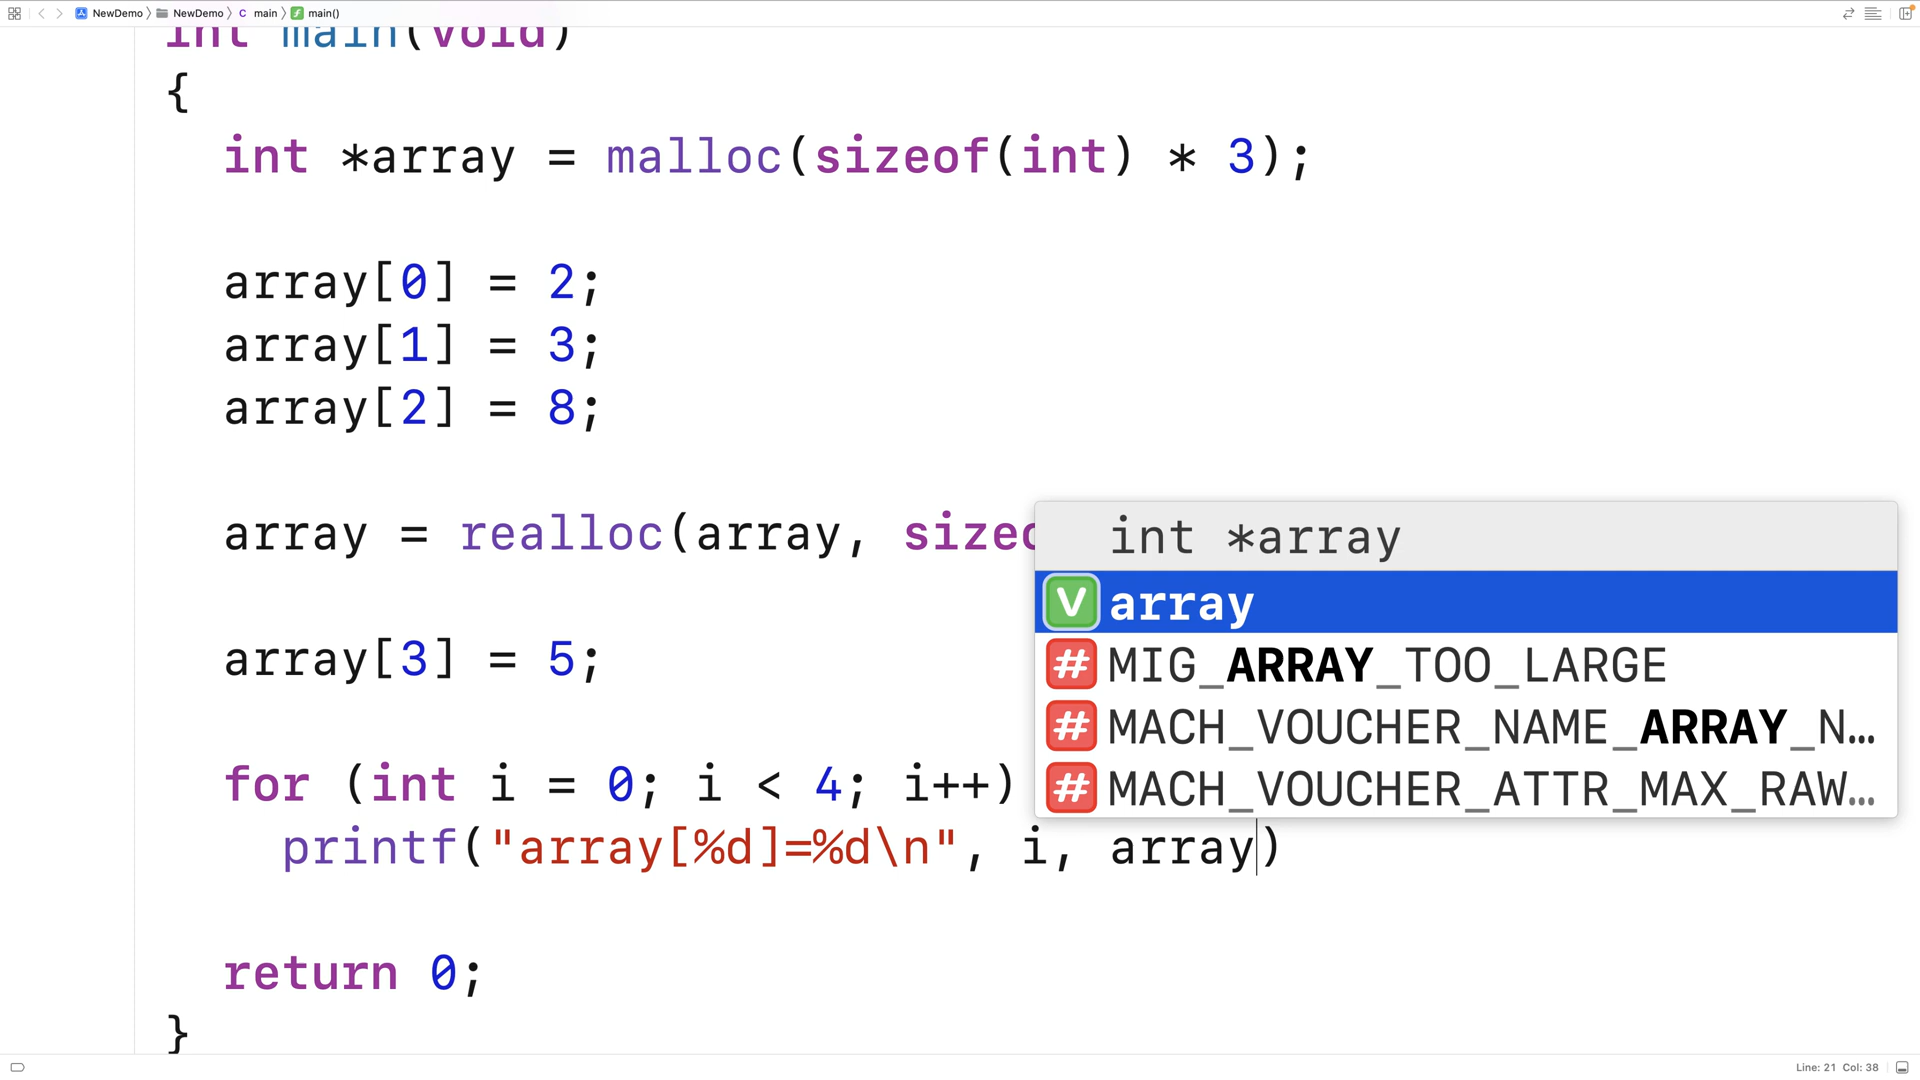 NewDemo NewDemo C main f main()
int main(void)
{
int *array = malloc(sizeof(int) * 3);
array[0] = 2;
array[1] = 3;
array[2] = 8;
array = realloc(array, sizeo
int *array
V array
array[3] = 5;
# MIG_ARRAY_TOO_LARGE
# MACH_VOUCHER_NAME_ARRAY_N…
# MACH_VOUCHER_ATTR_MAX_RAW…
for (int i = 0; i < 4; i++)
printf("array[%d]=%d\n", i, array)
return 0;
}
Line: 21 Col: 38